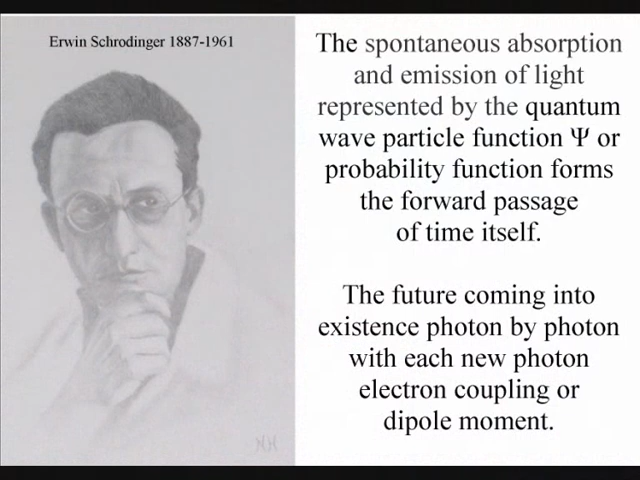 Erwin Schrodinger 1887-1961
The spontaneous absorption
and emission of light
represented by the quantum
wave particle function Ψ or
probability function forms
the forward passage
of time itself.
The future coming into
existence photon by photon
with each new photon
electron coupling or
dipole moment.